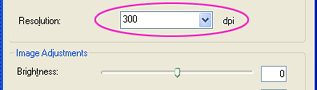 Resolution: 300 dpi
Image Adjustments
Brightness: 0